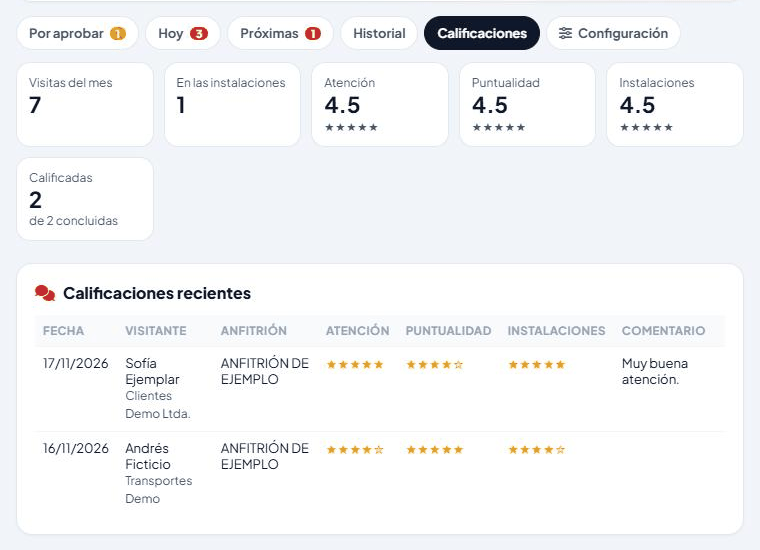 Por aprobar 1 Hoy 3 Próximas 1 Historial Calificaciones Configuración
Visitas del mes
7
En las instalaciones
1
Atención
4.5
★★★★★
Puntualidad
4.5
★★★★★
Instalaciones
4.5
★★★★★
Calificadas
2
de 2 concluidas
Calificaciones recientes
FECHA VISITANTE ANFITRIÓN ATENCIÓN PUNTUALIDAD INSTALACIONES COMENTARIO
17/11/2026 Sofía ANFITRIÓN DE ★★★★★ ★★★★☆ ★★★★★ Muy buena
Ejemplar EJEMPLO atención.
Clientes
Demo Ltda.
16/11/2026 Andrés ANFITRIÓN DE ★★★★☆ ★★★★★ ★★★★☆
Ficticio EJEMPLO
Transportes
Demo